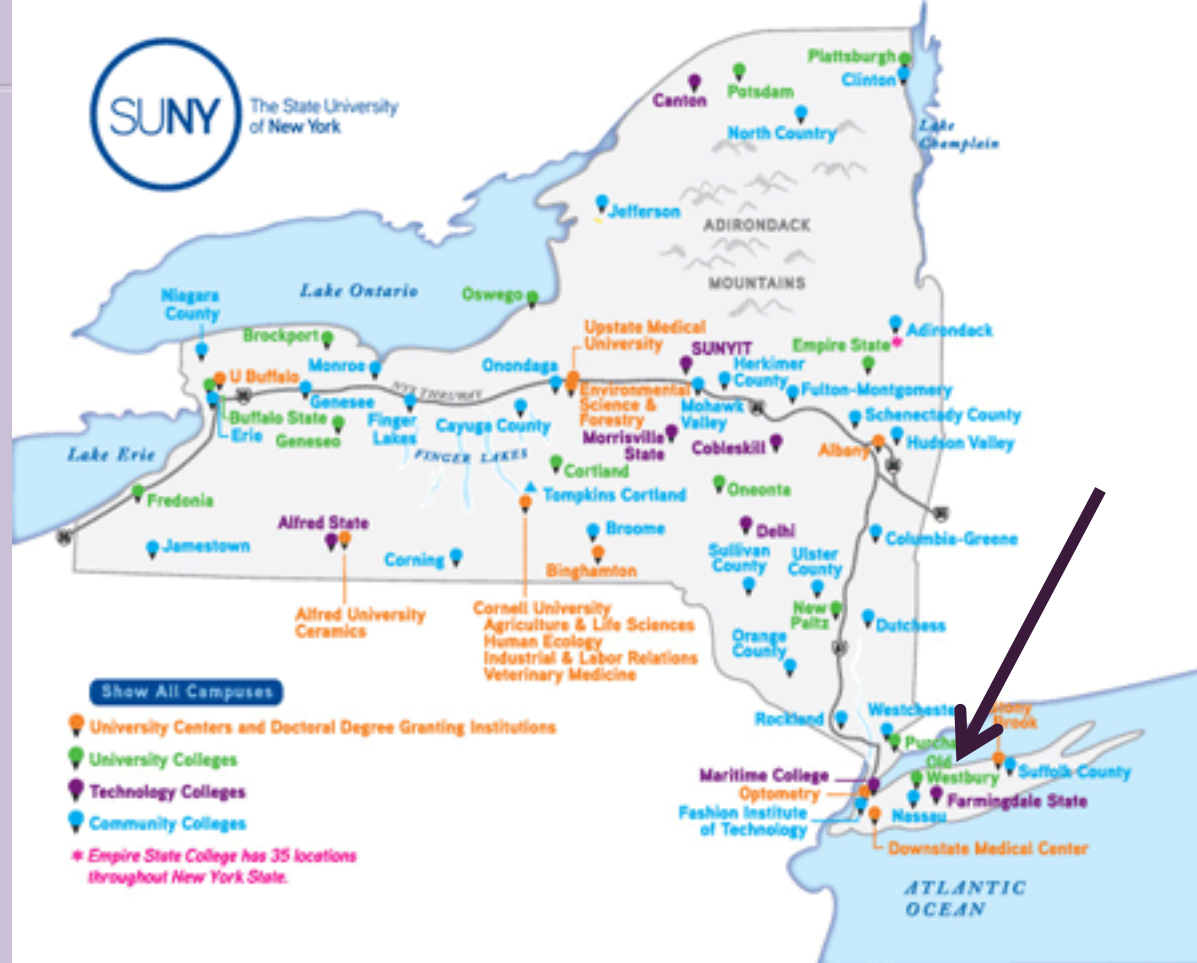 SUNY
The State University
of New York
Plattsburgh
Clinton
Canton
Potsdam
North Country
Lake
Champlain
Jefferson
ADIRONDACK
MOUNTAINS
Lake Ontario
Oswego
Niagara
County
Brockport
Monroe
Onondaga
Upstate Medical
University
SUNYIT
Herkimer
County
Empire State
Adirondack
U Buffalo
Genesee
NYS THRUWAY
Buffalo State
Erie
Geneseo
Finger
Lakes
Cayuga County
Environmental
Science &
Forestry
Mohawk
Valley
Fulton-Montgomery
Schenectady County
Hudson Valley
Morrisville
State
Cobleskill
Albany
Lake Erie
FINGER LAKES
Cortland
Fredonia
Tompkins Cortland
Oneonta
Alfred State
Jamestown
Corning
Broome
Binghamton
Delhi
Sullivan
County
Ulster
County
Columbia-Greene
Alfred University
Ceramics
Cornell University
Agriculture & Life Sciences
Human Ecology
Industrial & Labor Relations
Veterinary Medicine
New
Paltz
Dutchess
Orange
County
Show All Campuses
University Centers and Doctoral Degree Granting Institutions
University Colleges
Technology Colleges
Community Colleges
* Empire State College has 35 locations
throughout New York State.
Rockland
Westcheste
Brook
Purcha
Old
Westbury
Suffolk County
Maritime College
Optometry
Fashion Institute
of Technology
Nassau
Farmingdale State
Downstate Medical Center
ATLANTIC
OCEAN